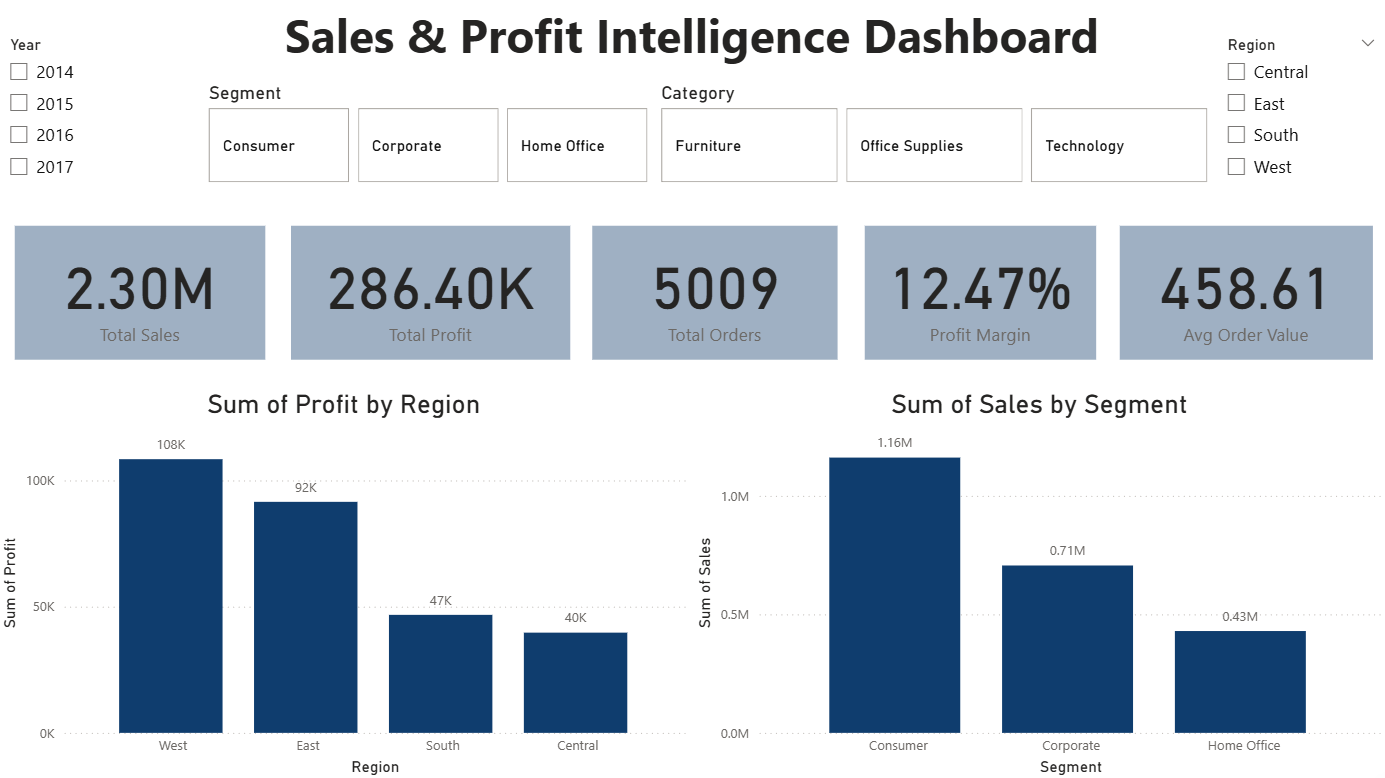 Sales & Profit Intelligence Dashboard
Year
2014
2015
2016
2017
Segment
Consumer
Corporate
Home Office
Category
Furniture
Office Supplies
Technology
Region
Central
East
South
West
2.30M
Total Sales
286.40K
Total Profit
5009
Total Orders
12.47%
Profit Margin
458.61
Avg Order Value
Sum of Profit by Region
Sum of Profit
100K
50K
0K
108K
92K
47K
40K
West
East
South
Central
Region
Sum of Sales by Segment
Sum of Sales
1.0M
0.5M
0.0M
1.16M
0.71M
0.43M
Consumer
Corporate
Home Office
Segment